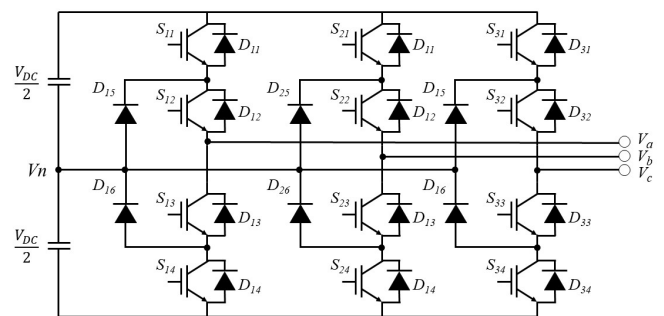 S11 D11 S21 D11 S31 D31
VDC/2 D15 S12 D12 D25 S22 D12 D15 S32 D32
Va
Vn Vb
Vc
D16 S13 D13 D26 S23 D13 D16 S33 D33
VDC/2 S14 D14 S24 D14 S34 D34